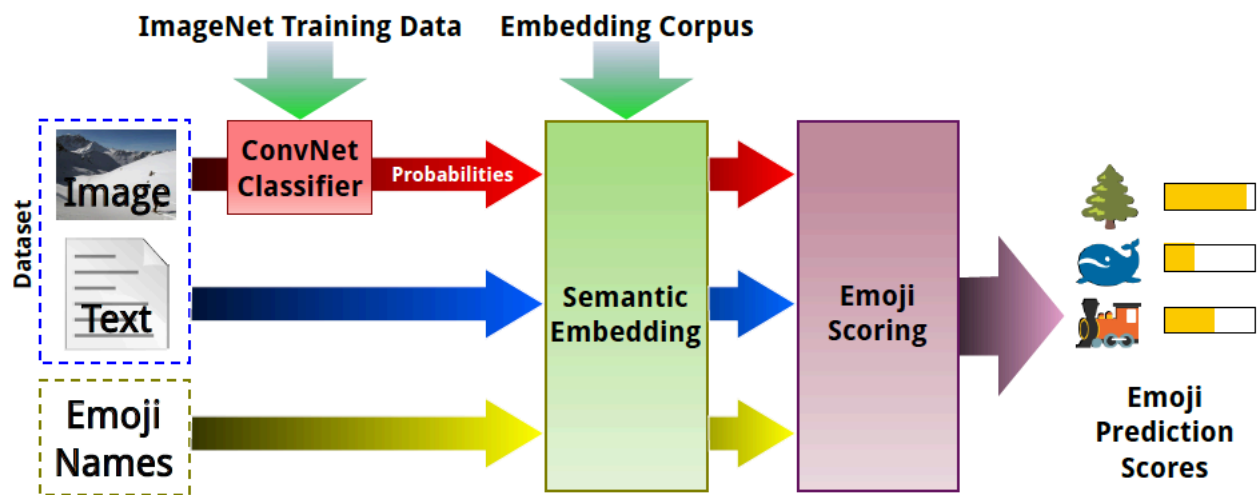 ImageNet Training Data
Embedding Corpus
Dataset
Image
ConvNet
Classifier
Probabilities
Text
Semantic
Embedding
Emoji
Scoring
Emoji
Names
Emoji
Prediction
Scores